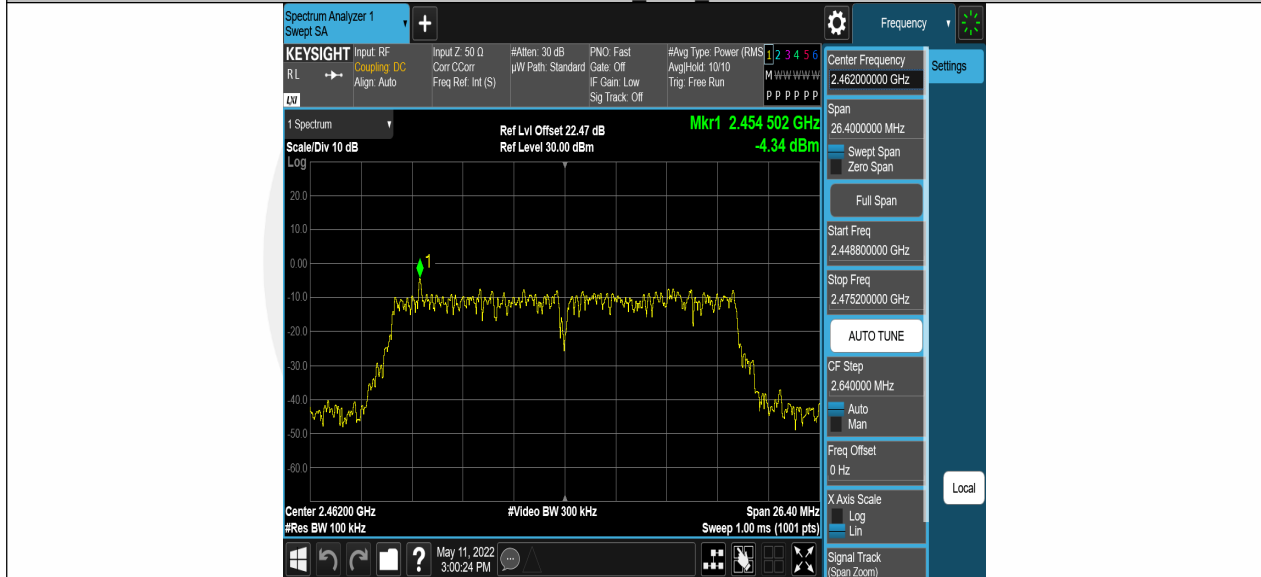 Spectrum Analyzer 1
Swept SA
+
Frequency
KEYSIGHT
RL
LXI
Input: RF
Coupling: DC
Align: Auto
Input Z: 50 Ω
Corr CCorr
Freq Ref: Int (S)
#Atten: 30 dB
µW Path: Standard
PNO: Fast
Gate: Off
IF Gain: Low
Sig Track: Off
#Avg Type: Power (RMS
Avg|Hold: 10/10
Trig: Free Run
1 2 3 4 5 6
M W W W W W
P P P P P P
1 Spectrum
Scale/Div 10 dB
Ref Lvl Offset 22.47 dB
Ref Level 30.00 dBm
Mkr1 2.454 502 GHz
-4.34 dBm
Log
20.0
10.0
0.00
-10.0
-20.0
-30.0
-40.0
-50.0
-60.0
1
Center 2.46200 GHz
#Res BW 100 kHz
#Video BW 300 kHz
Span 26.40 MHz
Sweep 1.00 ms (1001 pts)
Center Frequency
2.462000000 GHz
Span
26.4000000 MHz
Swept Span
Zero Span
Full Span
Start Freq
2.448800000 GHz
Stop Freq
2.475200000 GHz
AUTO TUNE
CF Step
2.640000 MHz
Auto
Man
Freq Offset
0 Hz
X Axis Scale
Log
Lin
Signal Track
(Span Zoom)
Settings
Local
?
May 11, 2022
3:00:24 PM